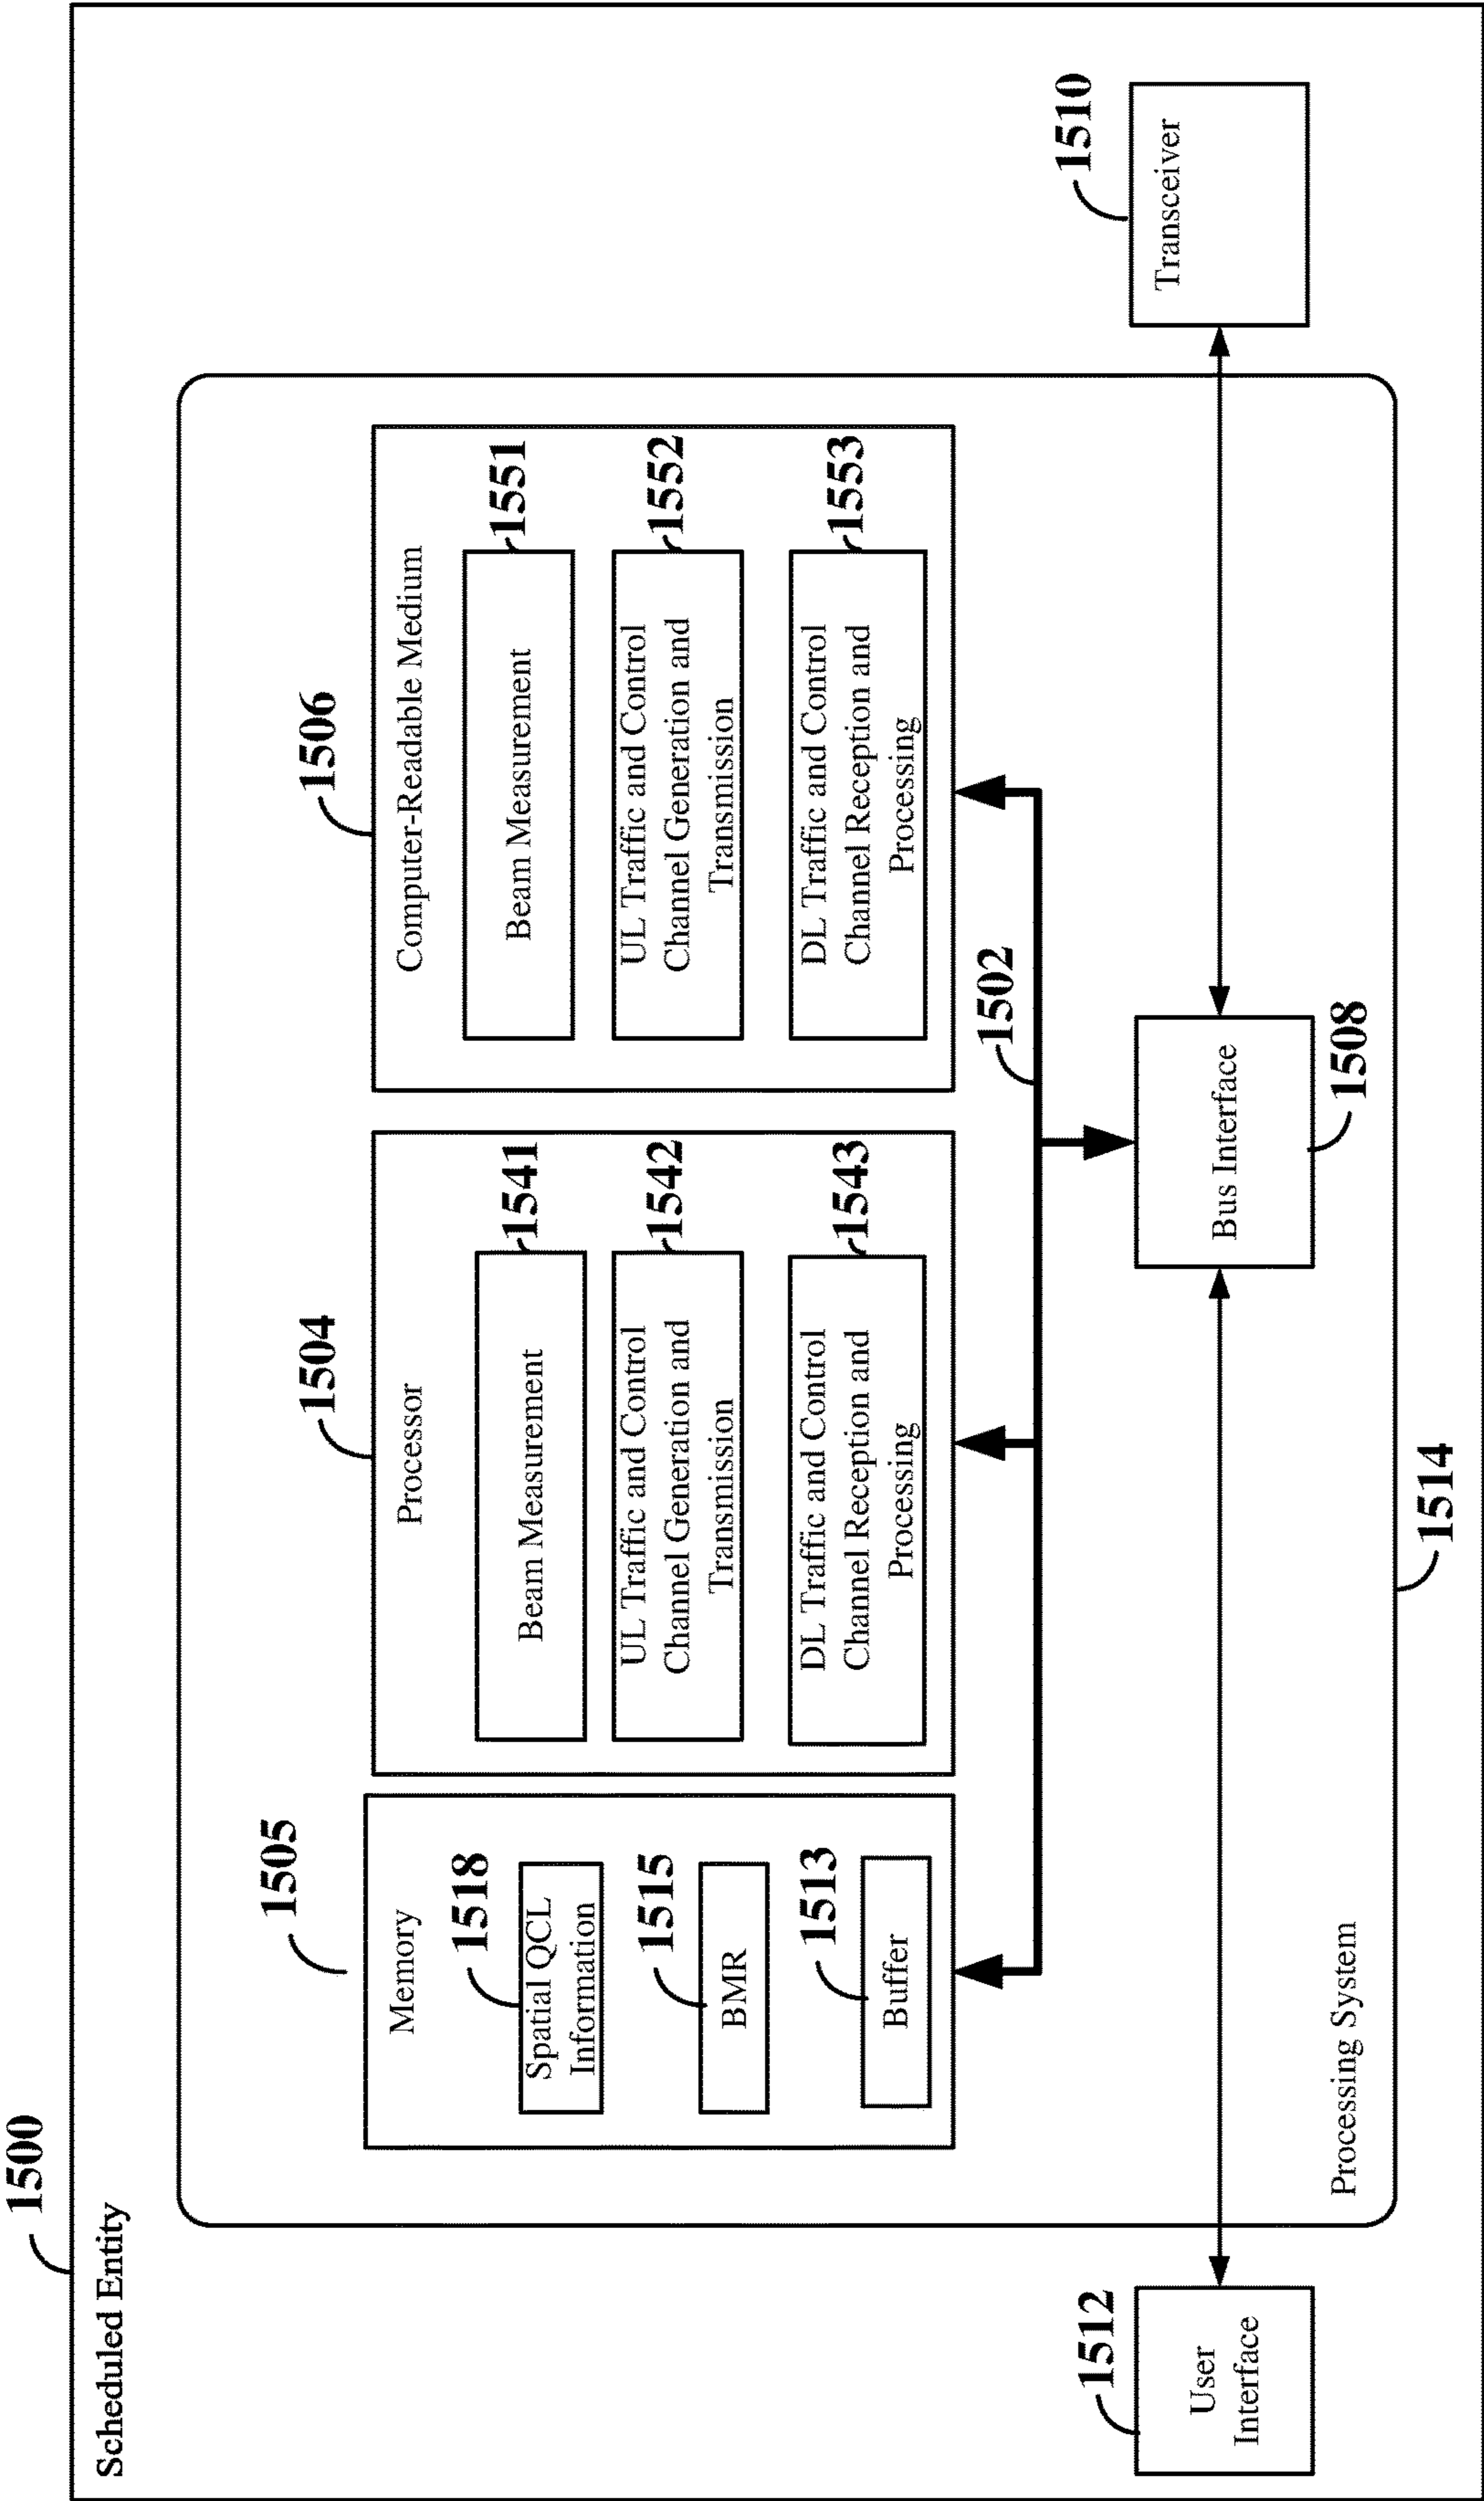 1500
Scheduled Entity
1505
Memory
1518
Spatial QCL
Information
1515
BMR
1513
Buffer
1504
Processor
1541
Beam Measurement
1542
UL Traffic and Control
Channel Generation and
Transmission
1543
DL Traffic and Control
Channel Reception and
Processing
1506
Computer-Readable Medium
1551
Beam Measurement
1552
UL Traffic and Control
Channel Generation and
Transmission
1553
DL Traffic and Control
Channel Reception and
Processing
1502
1512
User
Interface
Bus Interface
1508
1510
Transceiver
Processing System
1514